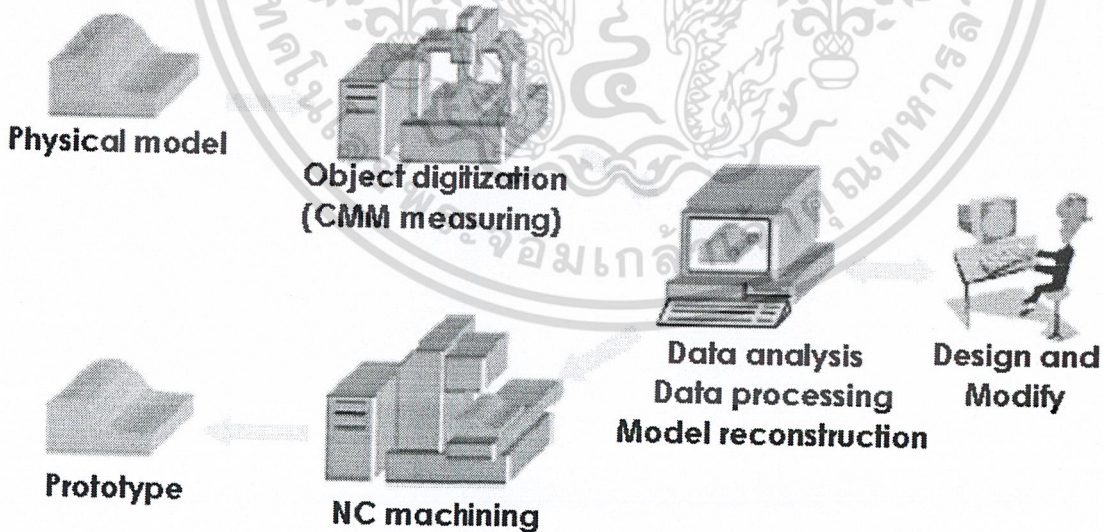 Physical model
Object digitization
(CMM measuring)
Data analysis
Data processing
Model reconstruction
Design and
Modify
NC machining
Prototype